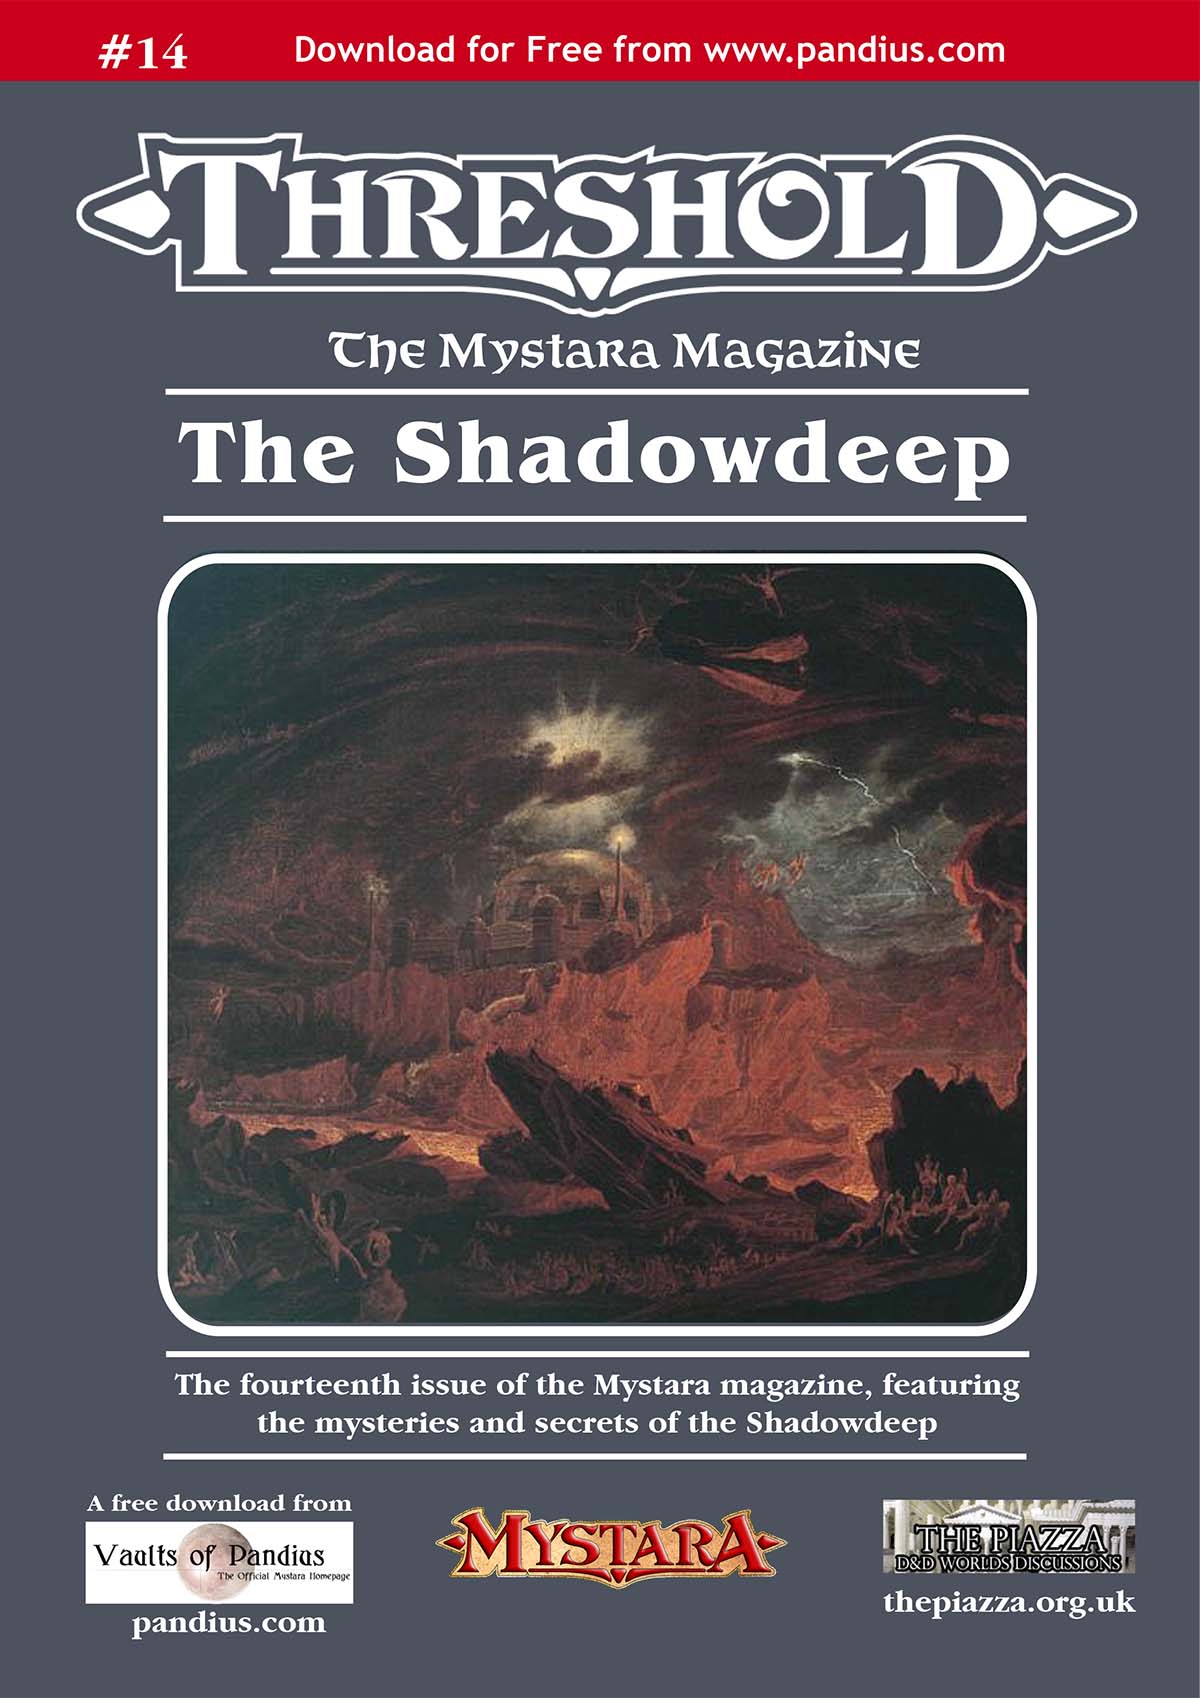 #14
Download for Free from www.pandius.com
THRESHOLD
The Mystara Magazine
The Shadowdeep
The fourteenth issue of the Mystara magazine, featuring
the mysteries and secrets of the Shadowdeep
A free download from
Vaults of Pandius
The Official Mystara Homepage
pandius.com
MYSTARA
THE PIAZZA
D&D WORLDS DISCUSSIONS
thepiazza.org.uk